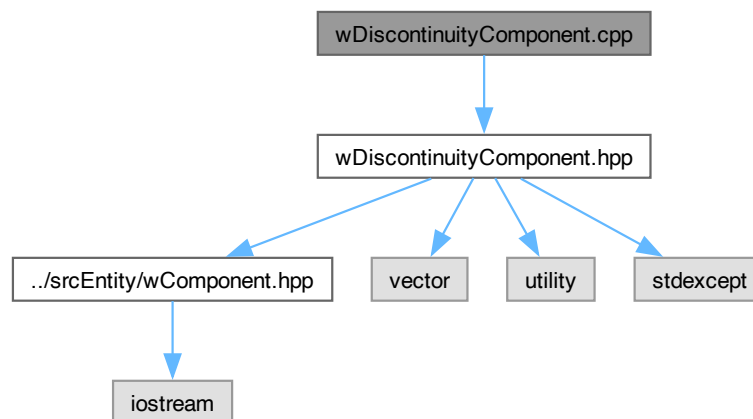 wDiscontinuityComponent.cpp
wDiscontinuityComponent.hpp
../srcEntity/wComponent.hpp
vector
utility
stdexcept
iostream